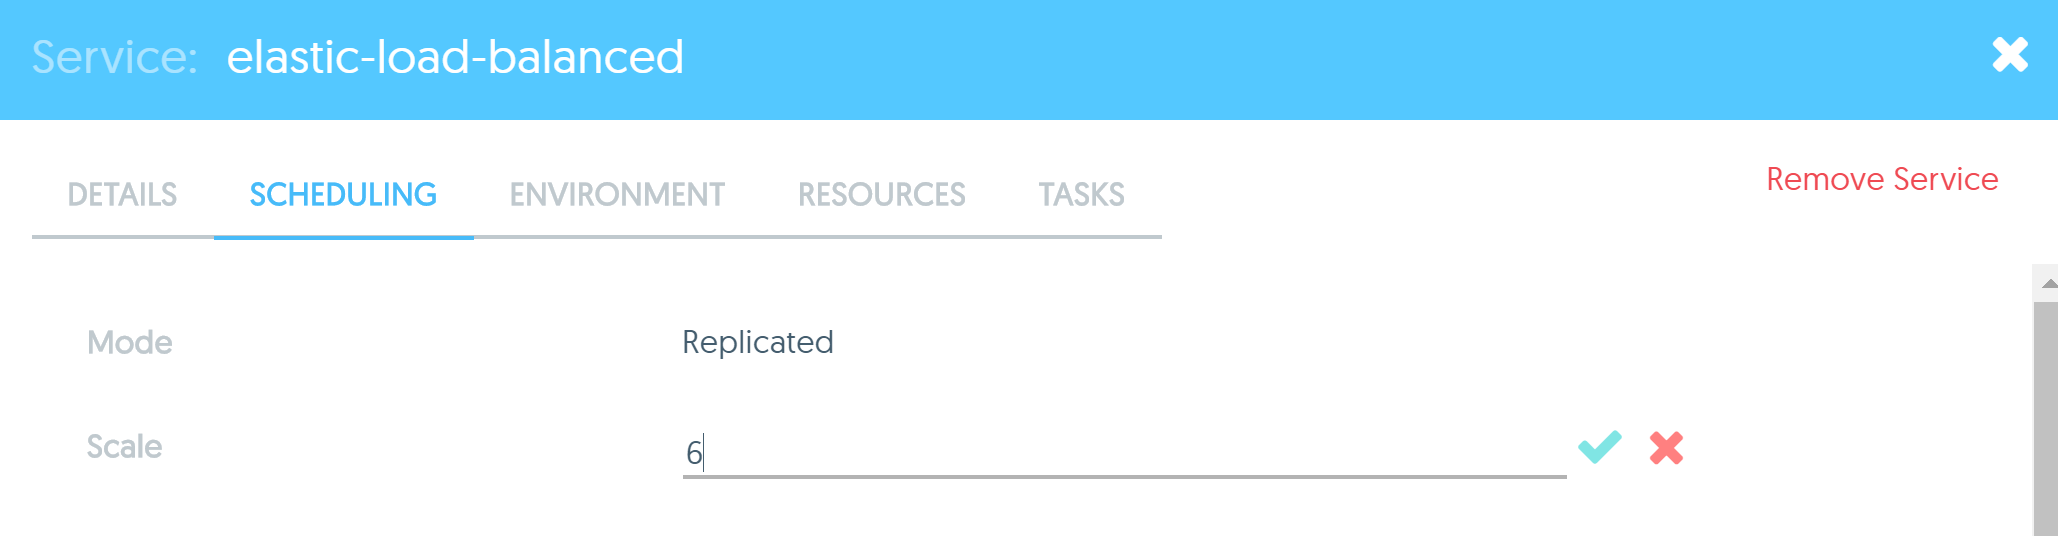 Service: elastic-load-balanced
Remove Service
DETAILS SCHEDULING ENVIRONMENT RESOURCES TASKS
Mode Replicated
Scale 6